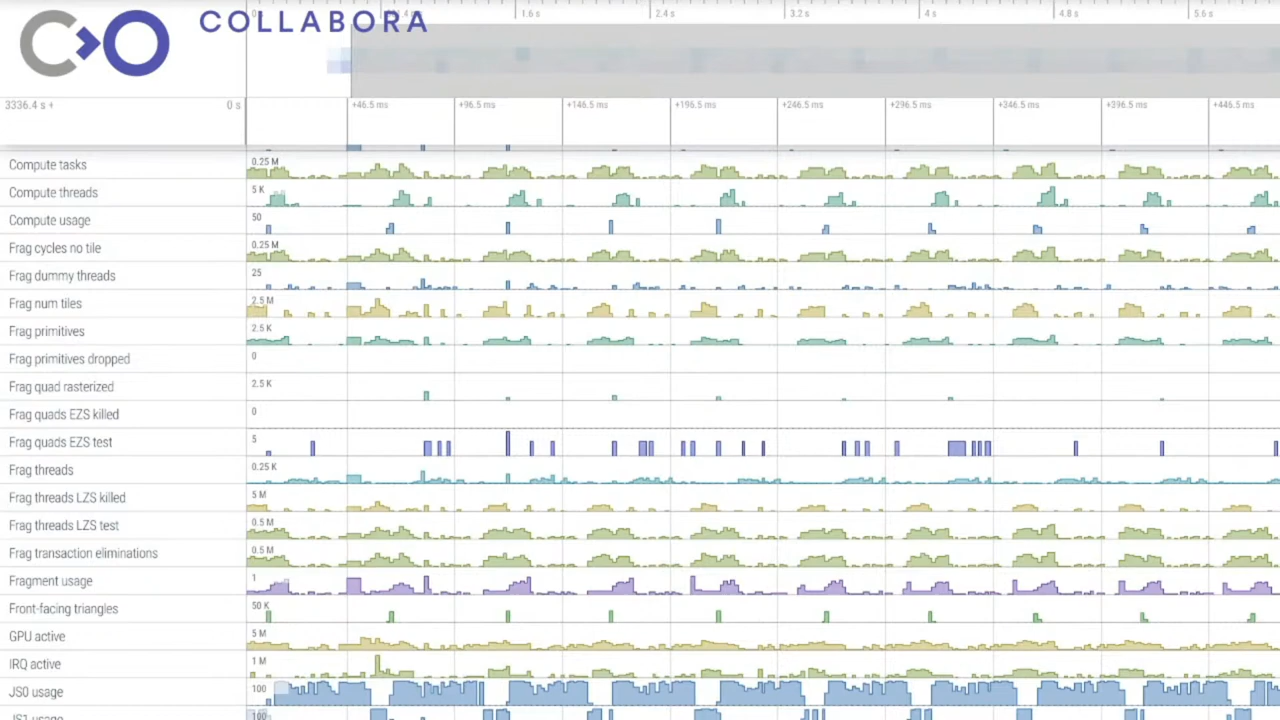 COLLABORA
1.6 s
2.4 s
3.2 s
4 s
4.8 s
5.6 s
3336.4 s + 0 s
+46.5 ms
+96.5 ms
+146.5 ms
+196.5 ms
+246.5 ms
+296.5 ms
+346.5 ms
+396.5 ms
+446.5 ms
Compute tasks 0.25 M
Compute threads 5 K
Compute usage 50
Frag cycles no tile 0.25 M
Frag dummy threads 25
Frag num tiles 2.5 M
Frag primitives 2.5 K
Frag primitives dropped 0
Frag quad rasterized 2.5 K
Frag quads EZS killed 0
Frag quads EZS test 5
Frag threads 0.25 K
Frag threads LZS killed 5 M
Frag threads LZS test 0.5 M
Frag transaction eliminations 0.5 M
Fragment usage 1
Front-facing triangles 50 K
GPU active 5 M
IRQ active 1 M
JS0 usage 100
JS1 usage 100